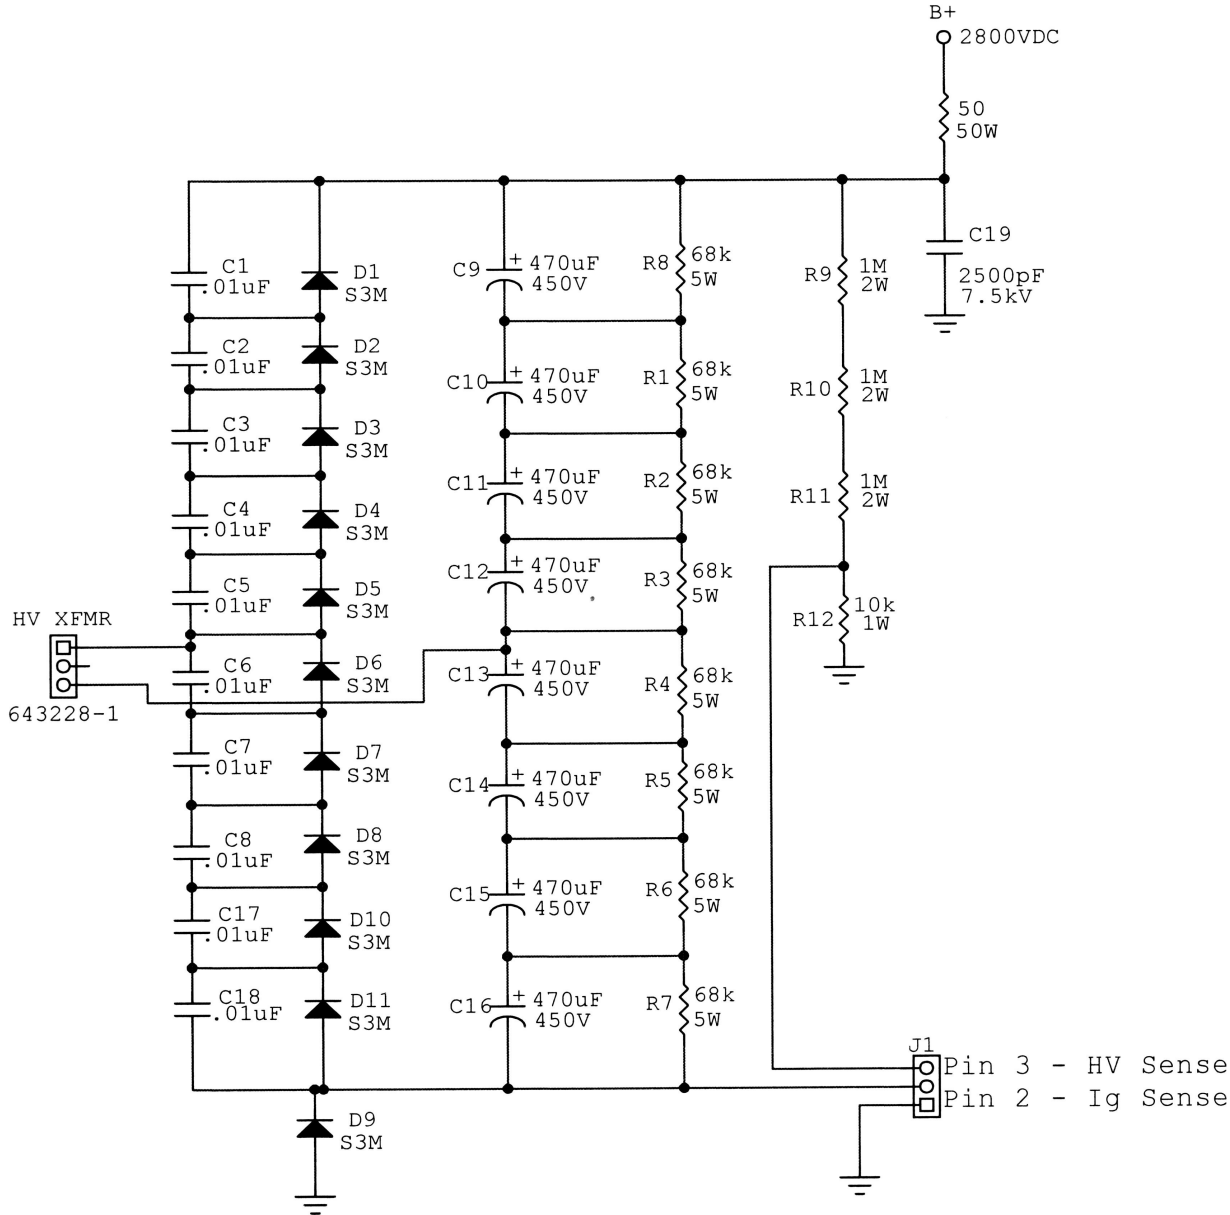 B+
2800VDC
50
50W
C1
.01uF
D1
S3M
C9
+
470uF
450V
R8
68k
5W
R9
1M
2W
C19
2500pF
7.5kV
C2
.01uF
D2
S3M
C10
+
470uF
450V
R1
68k
5W
R10
1M
2W
C3
.01uF
D3
S3M
C11
+
470uF
450V
R2
68k
5W
R11
1M
2W
C4
.01uF
D4
S3M
C12
+
470uF
450V
R3
68k
5W
C5
.01uF
D5
S3M
R12
10k
1W
HV XFMR
643228-1
C6
.01uF
D6
S3M
C13
+
470uF
450V
R4
68k
5W
C7
.01uF
D7
S3M
C14
+
470uF
450V
R5
68k
5W
C8
.01uF
D8
S3M
C15
+
470uF
450V
R6
68k
5W
C17
.01uF
D10
S3M
C18
.01uF
D11
S3M
C16
+
470uF
450V
R7
68k
5W
J1
Pin 3 - HV Sense
Pin 2 - Ig Sense
D9
S3M